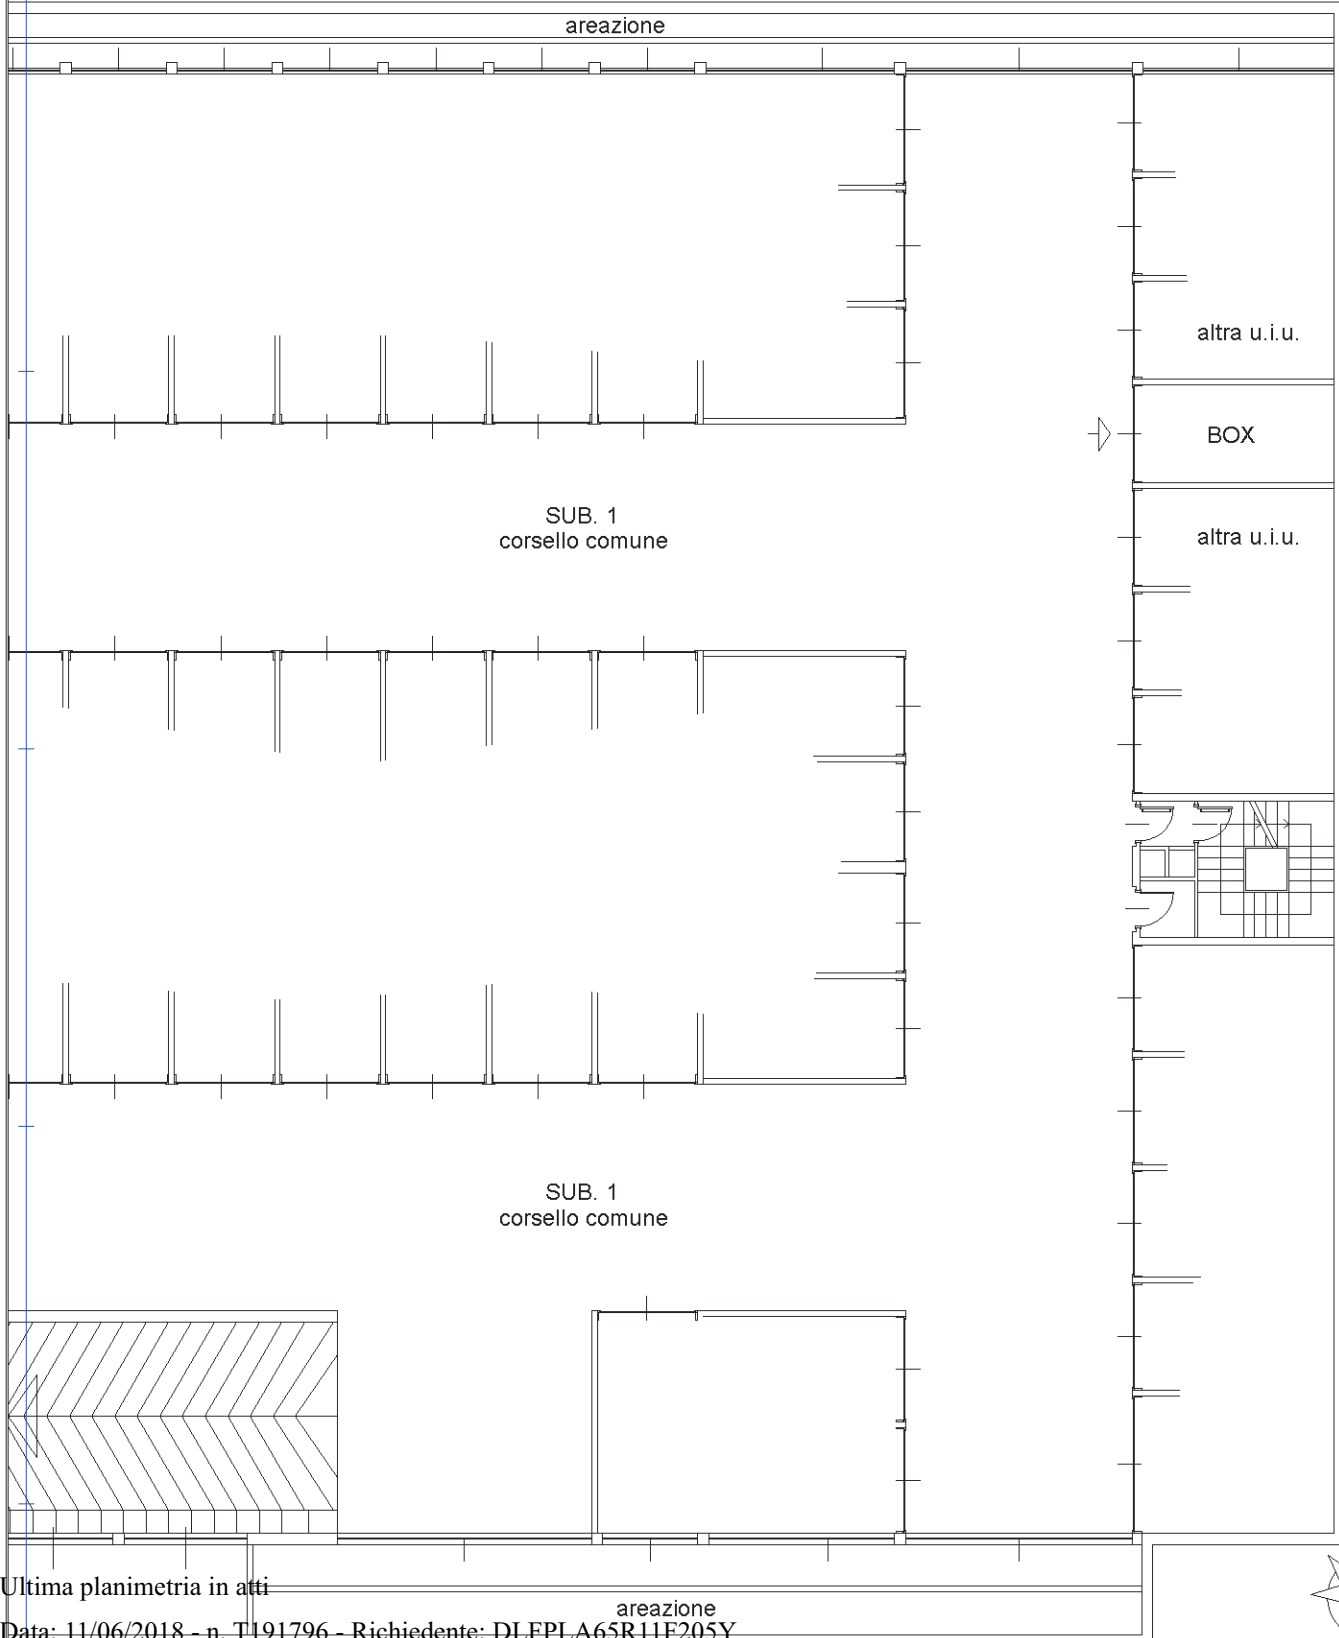 areazione
altra u.i.u.
BOX
SUB. 1
corsello comune
altra u.i.u.
SUB. 1
corsello comune
Ultima planimetria in atti
areazione
Data: 11/06/2018 - n. T191796 - Richiedente: DLFPLA65R11F205Y